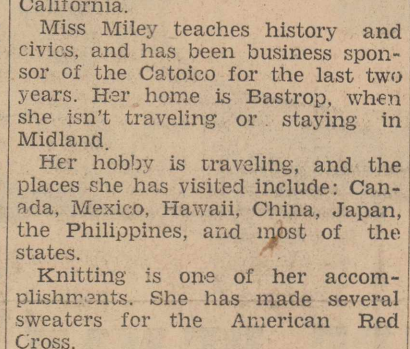 California.
Miss Miley teaches history and
civics, and has been business spon-
sor of the Catoico for the last two
years. Her home is Bastrop, when
she isn't traveling or staying in
Midland.
Her hobby is traveling, and the
places she has visited include: Can-
ada, Mexico, Hawaii, China, Japan,
the Philippines, and most of the
states.
Knitting is one of her accom-
plishments. She has made several
sweaters for the American Red
Cross.